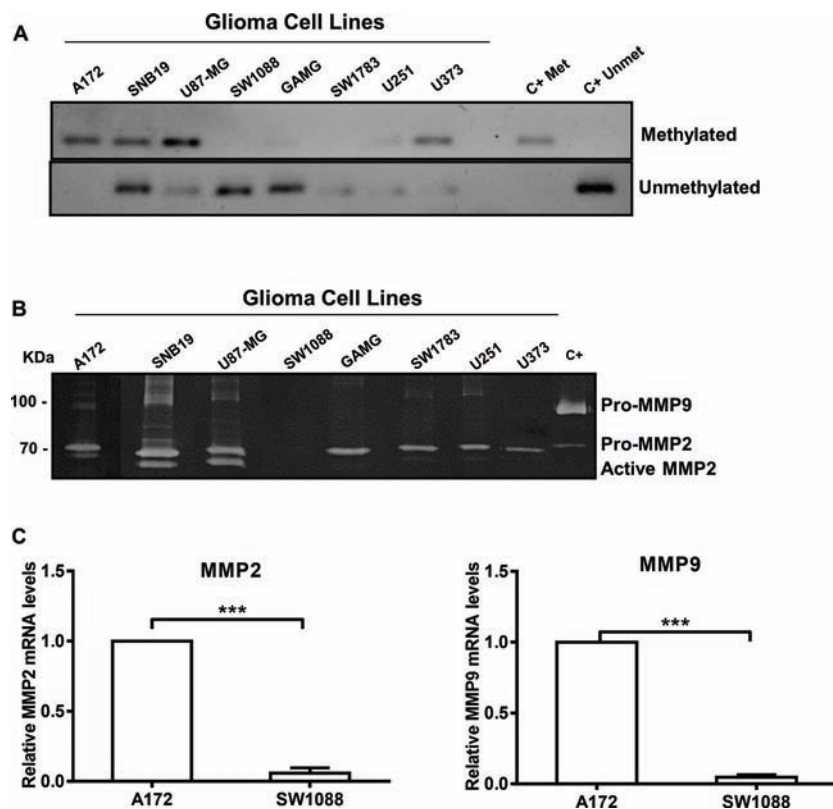 A
Glioma Cell Lines
A172 SNB19 U87-MG SW1088 GAMG SW1783 U251 U373 C+ Met C+ Unmet
Methylated
Unmethylated
B
Glioma Cell Lines
KDa A172 SNB19 U87-MG SW1088 GAMG SW1783 U251 U373 C+
100 - Pro-MMP9
70 - Pro-MMP2
Active MMP2
C
MMP2
Relative MMP2 mRNA levels
1.5
1.0
0.5
0.0
***
A172 SW1088
MMP9
Relative MMP9 mRNA levels
1.5
1.0
0.5
0.0
***
A172 SW1088